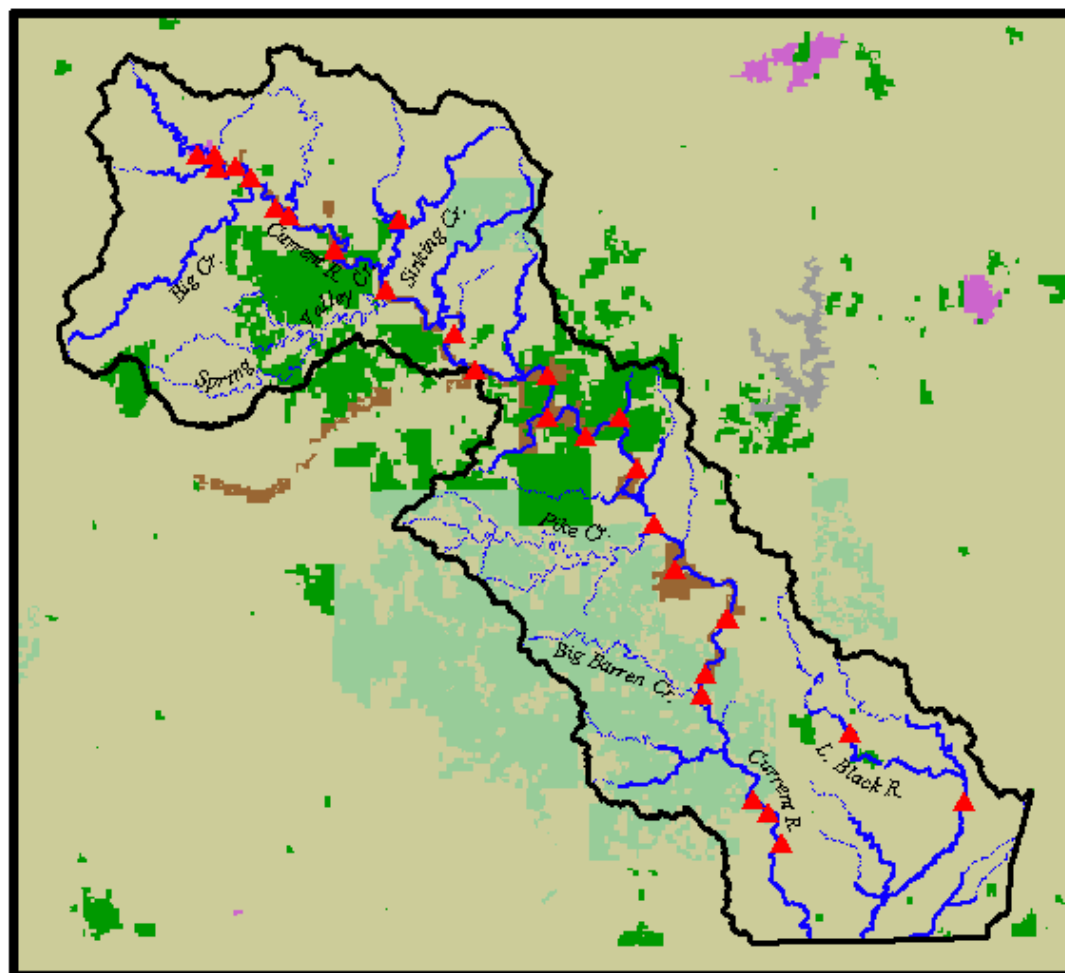 Current R.
Sinking Cr.
Big Cr.
Spring Valley Cr.
Pike Cr.
Big Barren Cr.
Current R.
L. Black R.